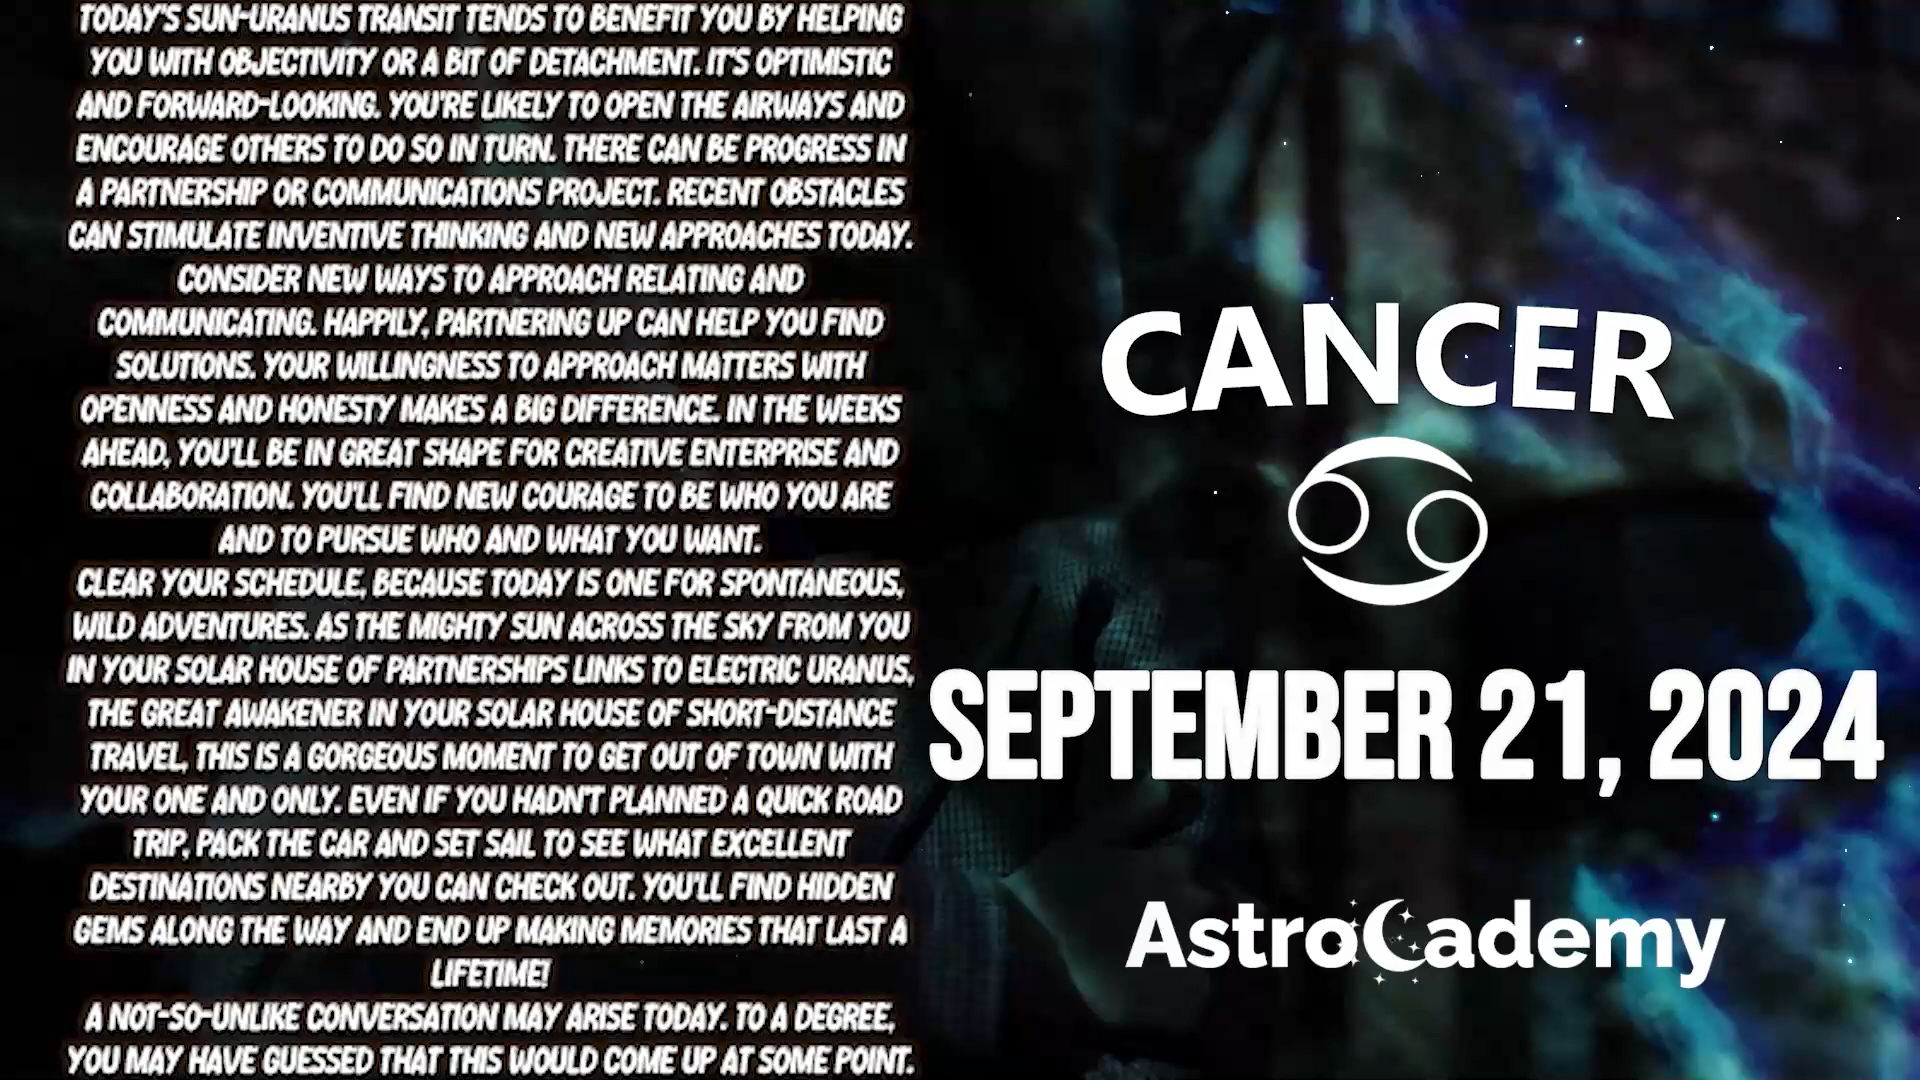 TODAY'S SUN-URANUS TRANSIT TENDS TO BENEFIT YOU BY HELPING
YOU WITH OBJECTIVITY OR A BIT OF DETACHMENT. IT'S OPTIMISTIC
AND FORWARD-LOOKING. YOU'RE LIKELY TO OPEN THE AIRWAYS AND
ENCOURAGE OTHERS TO DO SO IN TURN. THERE CAN BE PROGRESS IN
A PARTNERSHIP OR COMMUNICATIONS PROJECT. RECENT OBSTACLES
CAN STIMULATE INVENTIVE THINKING AND NEW APPROACHES TODAY.
CONSIDER NEW WAYS TO APPROACH RELATING AND
COMMUNICATING. HAPPILY, PARTNERING UP CAN HELP YOU FIND
SOLUTIONS. YOUR WILLINGNESS TO APPROACH MATTERS WITH
OPENNESS AND HONESTY MAKES A BIG DIFFERENCE. IN THE WEEKS
AHEAD, YOU'LL BE IN GREAT SHAPE FOR CREATIVE ENTERPRISE AND
COLLABORATION. YOU'LL FIND NEW COURAGE TO BE WHO YOU ARE
AND TO PURSUE WHO AND WHAT YOU WANT.
CLEAR YOUR SCHEDULE, BECAUSE TODAY IS ONE FOR SPONTANEOUS,
WILD ADVENTURES. AS THE MIGHTY SUN ACROSS THE SKY FROM YOU
IN YOUR SOLAR HOUSE OF PARTNERSHIPS LINKS TO ELECTRIC URANUS,
THE GREAT AWAKENER IN YOUR SOLAR HOUSE OF SHORT-DISTANCE
TRAVEL, THIS IS A GORGEOUS MOMENT TO GET OUT OF TOWN WITH
YOUR ONE AND ONLY. EVEN IF YOU HADN'T PLANNED A QUICK ROAD
TRIP, PACK THE CAR AND SET SAIL TO SEE WHAT EXCELLENT
DESTINATIONS NEARBY YOU CAN CHECK OUT. YOU'LL FIND HIDDEN
GEMS ALONG THE WAY AND END UP MAKING MEMORIES THAT LAST A
LIFETIME!
A NOT-SO-UNLIKE CONVERSATION MAY ARISE TODAY. TO A DEGREE,
YOU MAY HAVE GUESSED THAT THIS WOULD COME UP AT SOME POINT.
CANCER
SEPTEMBER 21, 2024
AstroCademy